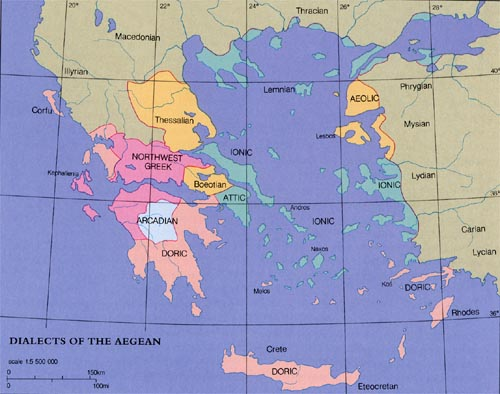 20°
22°
24°
26°
28°
Thracian
Macedonian
Illyrian
40°
Lemnian
Phrygian
AEOLIC
Corfu
Thessalian
Mysian
Lesbos
IONIC
NORTHWEST
GREEK
Lydian
Kephallenia
Boeotian
IONIC
ATTIC
38°
Andros
ARCADIAN
IONIC
Carian
DORIC
Naxos
Lycian
Kos
DORIC
Melos
Rhodes
36°
DIALECTS OF THE AEGEAN
Crete
scale 1:5 500 000
0 150km
0 100mi
DORIC
Eteocretan